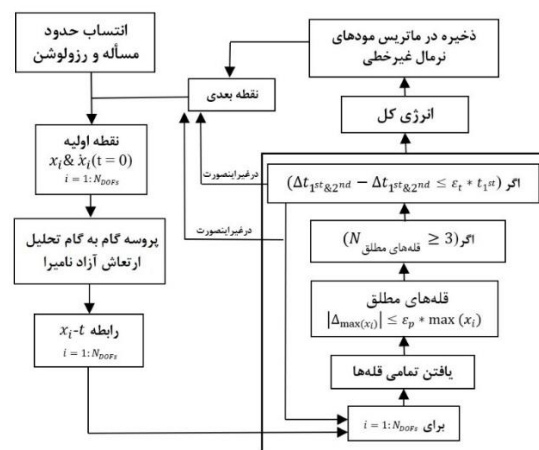 انتساب حدود
مسأله و رزولوشن
نقطه اولیه
x_i & ẋ_i(t = 0)
i = 1: N_DOFs
پروسه گام به گام تحلیل
ارتعاش آزاد نامیرا
رابطه x_i-t
i = 1: N_DOFs
برای i = 1: N_DOFs
یافتن تمامی قله‌ها
قله‌های مطلق
|Δ_max(x_i)| ≤ ε_p * max (x_i)
اگر (N_قله‌های مطلق ≥ 3)
اگر (Δt_1st&2nd − Δt_1st&2nd ≤ ε_t * t_1st)
درغیراینصورت
درغیراینصورت
انرژی کل
ذخیره در ماتریس مودهای
نرمال غیرخطی
نقطه بعدی